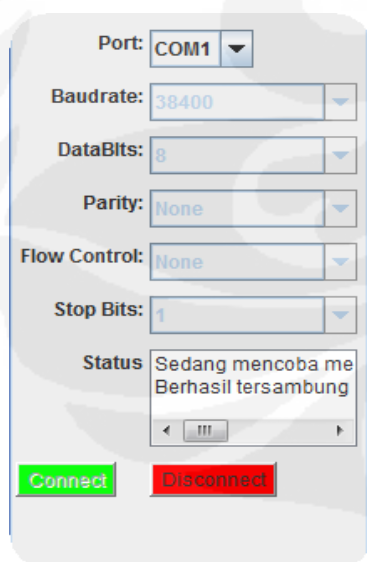 Port: COM1
Baudrate: 38400
DataBIts: 8
Parity: None
Flow Control: None
Stop Bits: 1
Status Sedang mencoba me
Berhasil tersambung
Connect Disconnect